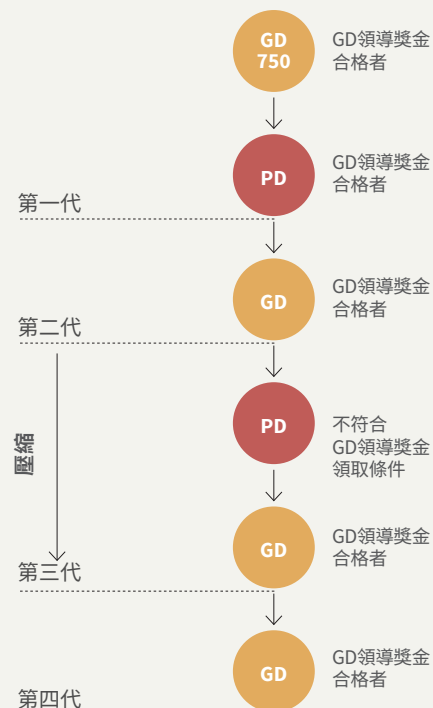 GD
750
GD領導獎金
合格者
PD
GD領導獎金
合格者
第一代
GD
GD領導獎金
合格者
第二代
壓縮
PD
不符合
GD領導獎金
領取條件
GD
GD領導獎金
合格者
第三代
GD
GD領導獎金
合格者
第四代